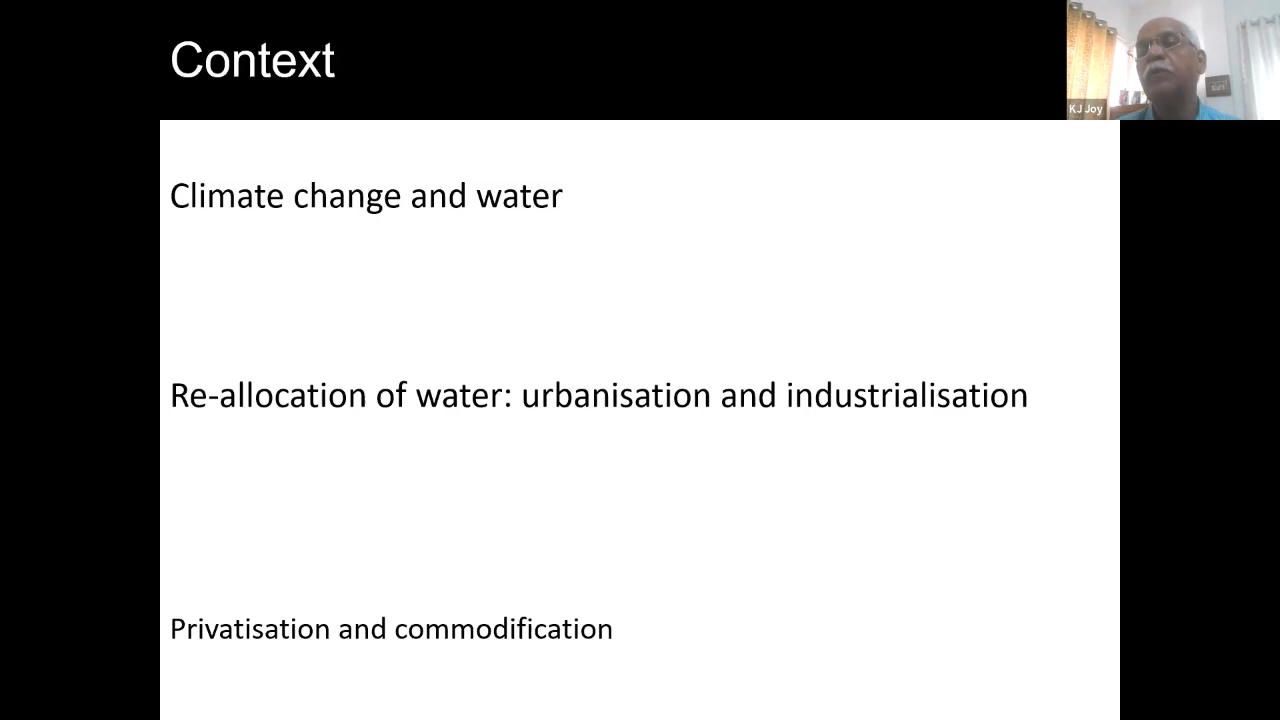 Context
KJ Joy
Climate change and water
Re-allocation of water: urbanisation and industrialisation
Privatisation and commodification